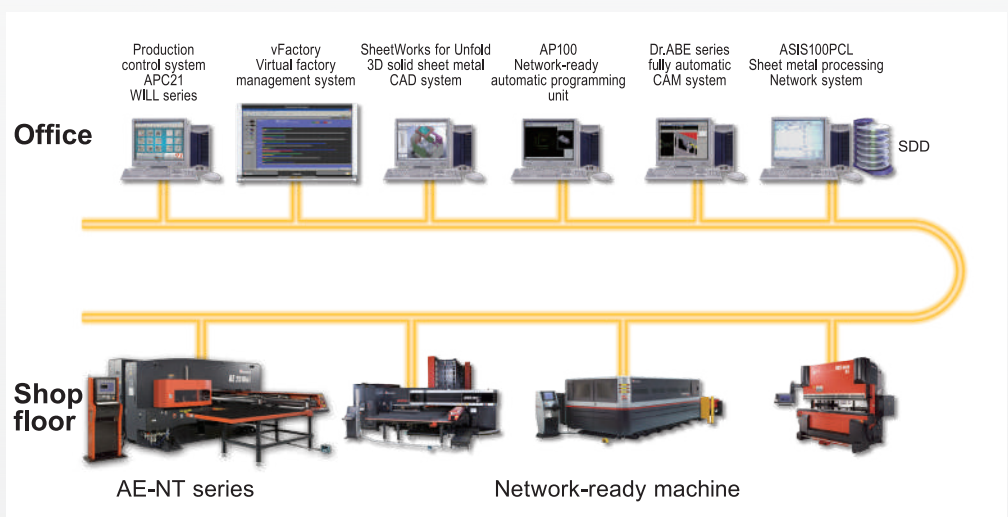 Production
control system
APC21
WILL series
vFactory
Virtual factory
management system
SheetWorks for Unfold
3D solid sheet metal
CAD system
AP100
Network-ready
automatic programming
unit
Dr.ABE series
fully automatic
CAM system
ASIS100PCL
Sheet metal processing
Network system
Office
SDD
Shop
floor
AE-NT series
Network-ready machine